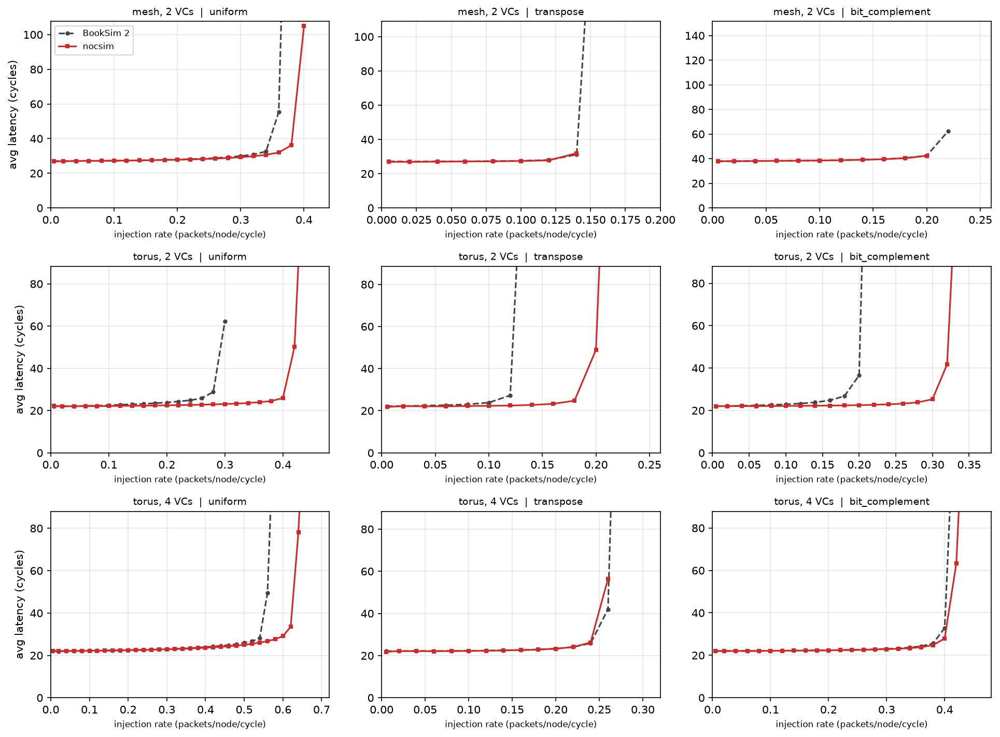 mesh, 2 VCs | uniform
mesh, 2 VCs | transpose
mesh, 2 VCs | bit_complement
BookSim 2
nocsim
avg latency (cycles)
100
80
60
40
20
0
0.0 0.1 0.2 0.3 0.4
injection rate (packets/node/cycle)
100
80
60
40
20
0
0.000 0.025 0.050 0.075 0.100 0.125 0.150 0.175 0.200
injection rate (packets/node/cycle)
140
120
100
80
60
40
20
0
0.00 0.05 0.10 0.15 0.20 0.25
injection rate (packets/node/cycle)
torus, 2 VCs | uniform
torus, 2 VCs | transpose
torus, 2 VCs | bit_complement
avg latency (cycles)
80
60
40
20
0
0.0 0.1 0.2 0.3 0.4
injection rate (packets/node/cycle)
80
60
40
20
0
0.00 0.05 0.10 0.15 0.20 0.25
injection rate (packets/node/cycle)
80
60
40
20
0
0.00 0.05 0.10 0.15 0.20 0.25 0.30 0.35
injection rate (packets/node/cycle)
torus, 4 VCs | uniform
torus, 4 VCs | transpose
torus, 4 VCs | bit_complement
avg latency (cycles)
80
60
40
20
0
0.0 0.1 0.2 0.3 0.4 0.5 0.6 0.7
injection rate (packets/node/cycle)
80
60
40
20
0
0.00 0.05 0.10 0.15 0.20 0.25 0.30
injection rate (packets/node/cycle)
80
60
40
20
0
0.0 0.1 0.2 0.3 0.4
injection rate (packets/node/cycle)